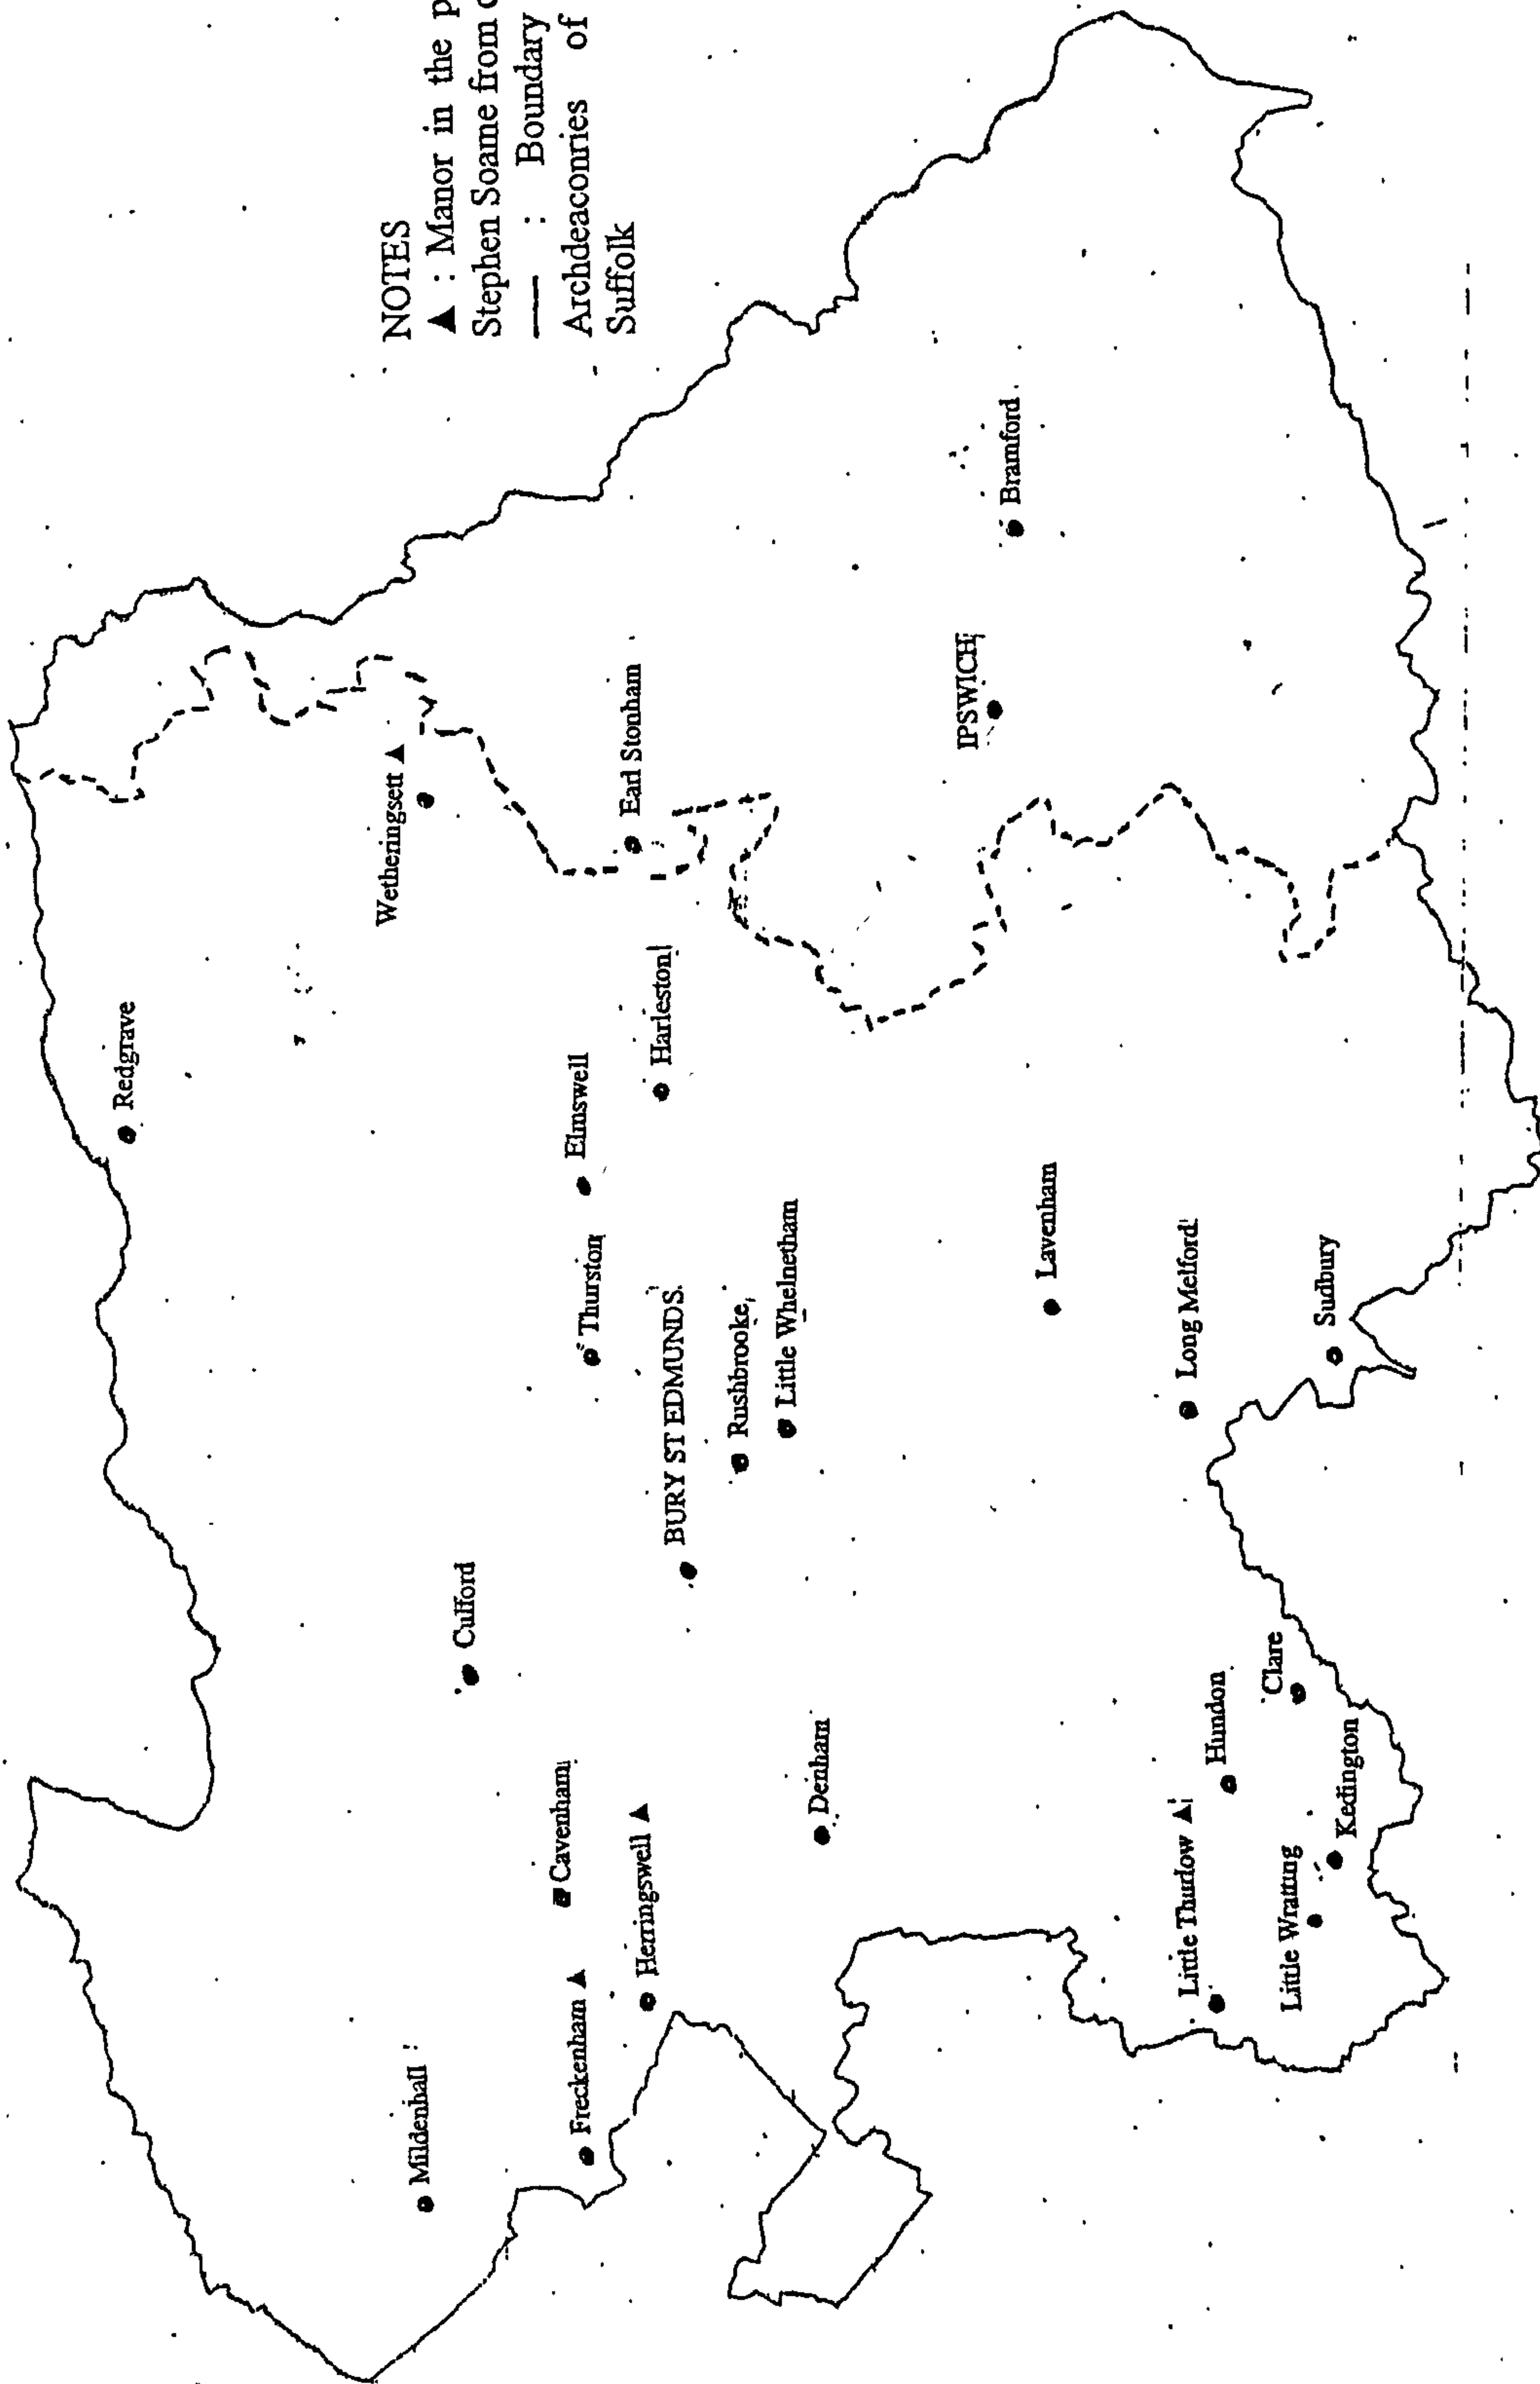 NOTES
▲ : Manor in the p
Stephen Soame from c
— : Boundary
Archdeaconries of
Suffolk
Redgrave
Mildenhall
Culford
Wetheringsett ▲
Freckenham ▲
Cavenham
Thurston
Elmswell
Herringswell ▲
BURY ST EDMUNDS
Harleston
Earl Stonham
Rushbrooke
Little Whelnetham
Denham
Lavenham
IPSWICH
Bramford
Little Thurlow ▲
Hundon
Long Melford
Clare
Little Wratting
Kedington
Sudbury